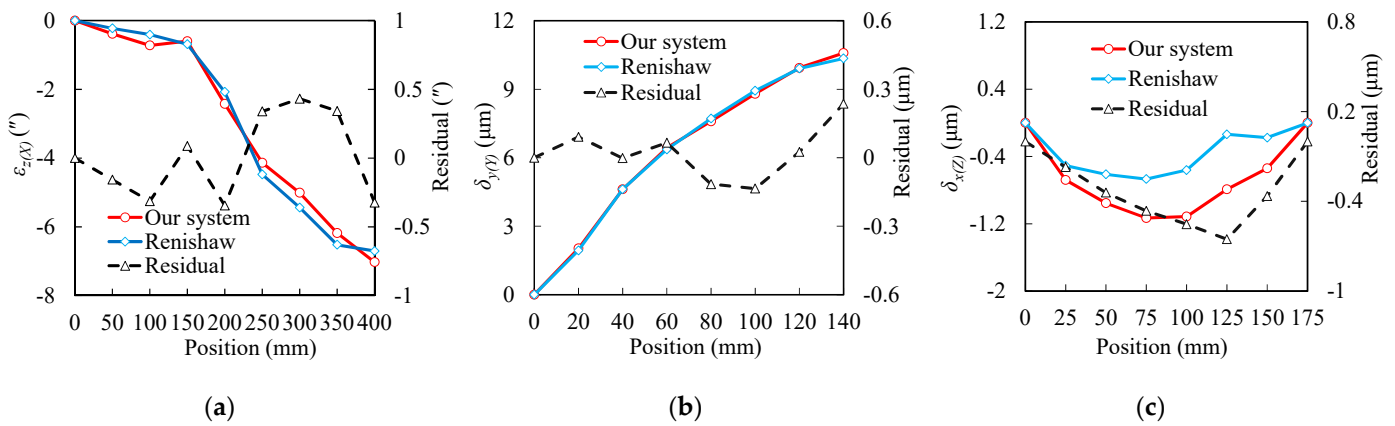 0
-2
-4
-6
-8
εz(X) (″)
1
0.5
0
-0.5
-1
Residual (″)
Our system
Renishaw
Residual
0 50 100 150 200 250 300 350 400
Position (mm)
(a)
12
9
6
3
0
δy(Y) (μm)
0.6
0.3
0
-0.3
-0.6
Residual (μm)
Our system
Renishaw
Residual
0 20 40 60 80 100 120 140
Position (mm)
(b)
1.2
0.4
-0.4
-1.2
-2
δx(Z) (μm)
0.8
0.2
-0.4
-1
Residual (μm)
Our system
Renishaw
Residual
0 25 50 75 100 125 150 175
Position (mm)
(c)